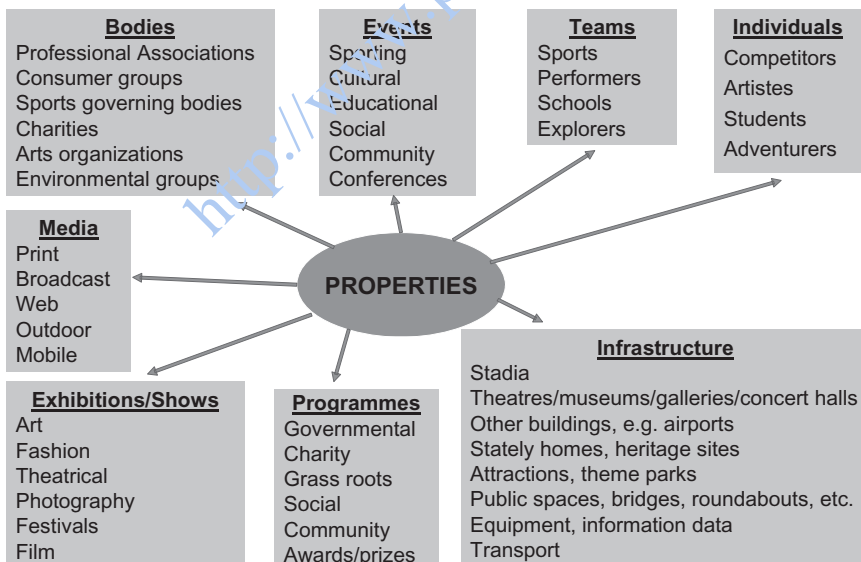 Bodies
Professional Associations
Consumer groups
Sports governing bodies
Charities
Arts organizations
Environmental groups
Events
Sporting
Cultural
Educational
Social
Community
Conferences
Teams
Sports
Performers
Schools
Explorers
Individuals
Competitors
Artistes
Students
Adventurers
Media
Print
Broadcast
Web
Outdoor
Mobile
PROPERTIES
Exhibitions/Shows
Art
Fashion
Theatrical
Photography
Festivals
Film
Programmes
Governmental
Charity
Grass roots
Social
Community
Awards/prizes
Infrastructure
Stadia
Theatres/museums/galleries/concert halls
Other buildings, e.g. airports
Stately homes, heritage sites
Attractions, theme parks
Public spaces, bridges, roundabouts, etc.
Equipment, information data
Transport
http://www.